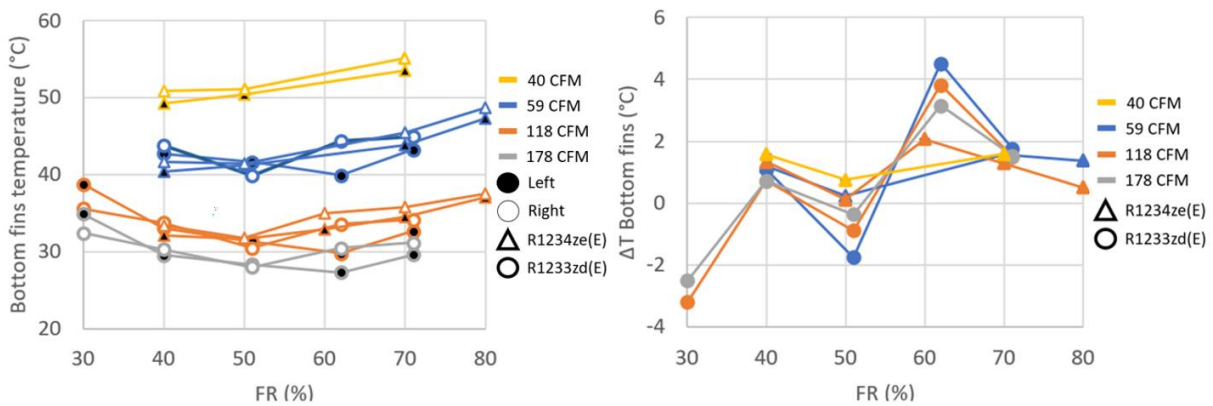 Bottom fins temperature (°C)
60
50
40
30
20
30 40 50 60 70 80
FR (%)
40 CFM
59 CFM
118 CFM
178 CFM
Left
Right
R1234ze(E)
R1233zd(E)
ΔT Bottom fins (°C)
6
4
2
0
-2
-4
30 40 50 60 70 80
FR (%)
40 CFM
59 CFM
118 CFM
178 CFM
R1234ze(E)
R1233zd(E)